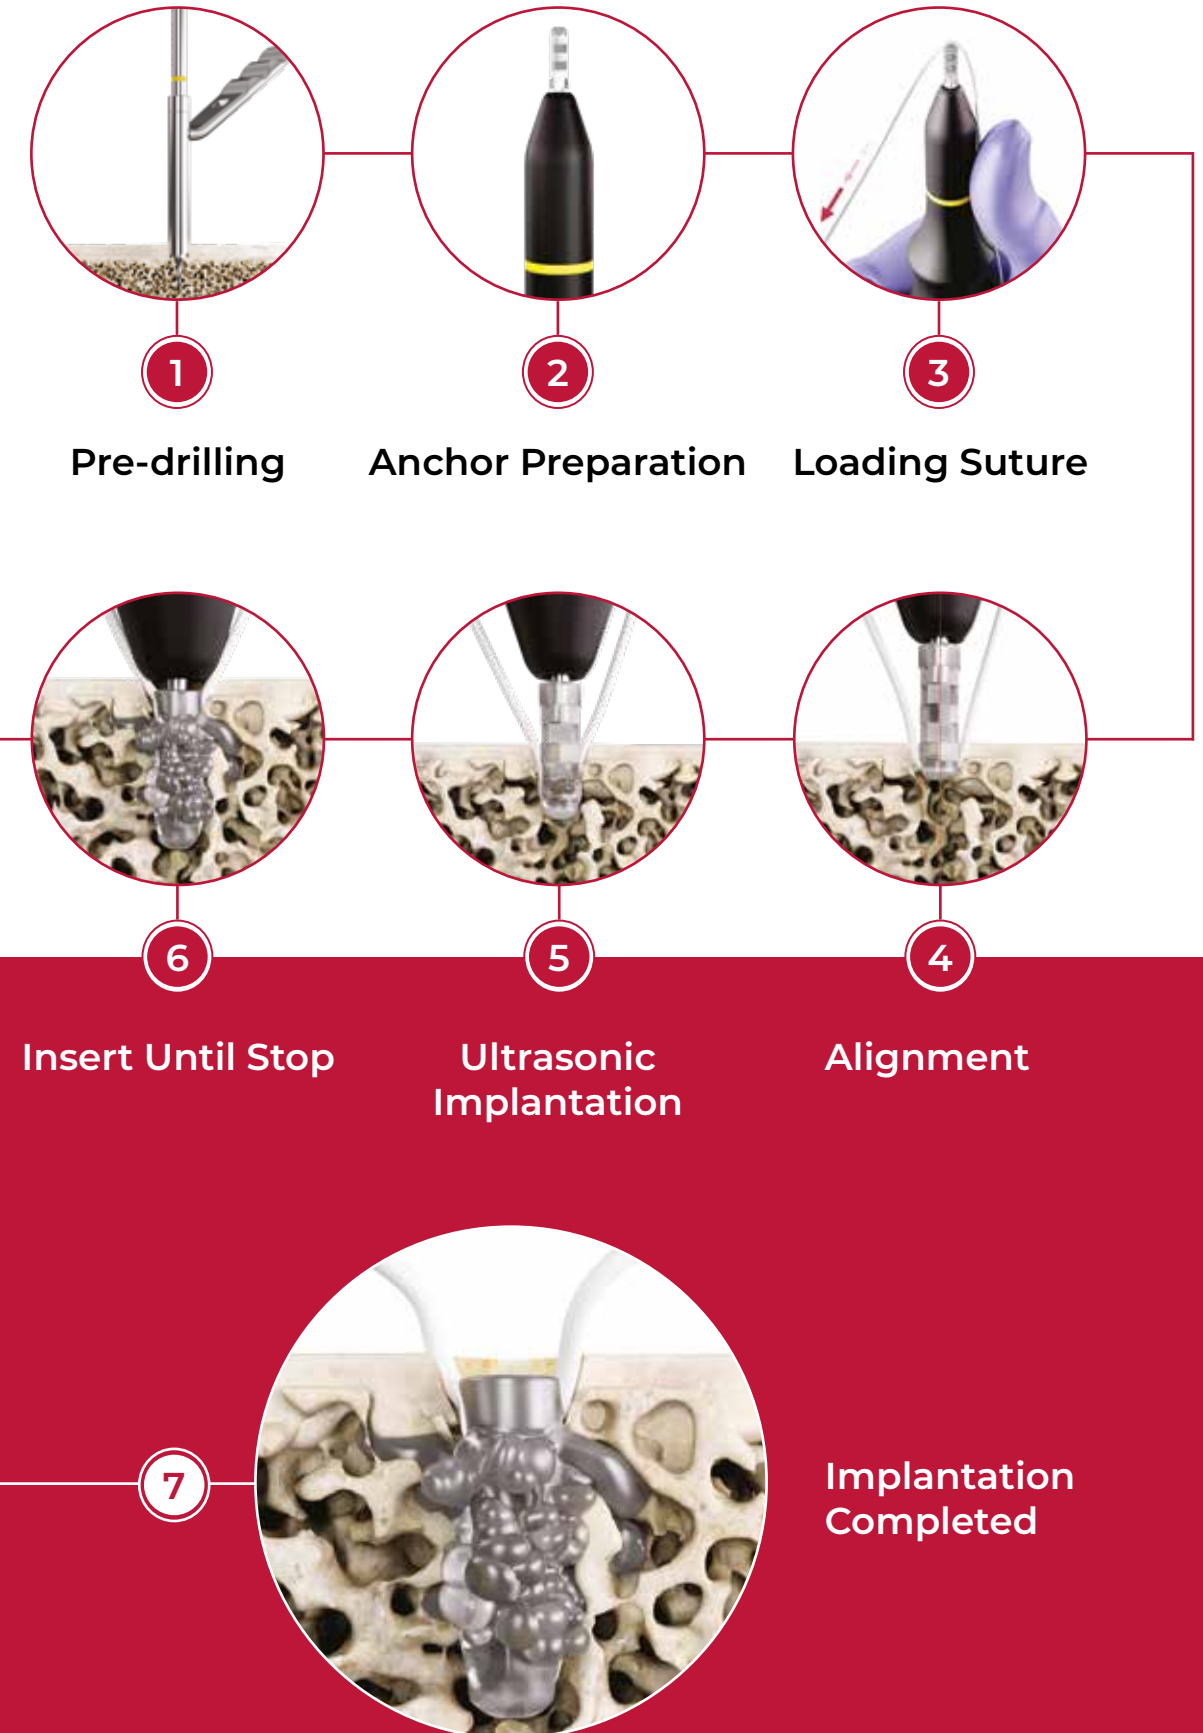 1
2
3
Pre-drilling
Anchor Preparation
Loading Suture
6
5
4
Insert Until Stop
Ultrasonic
Implantation
Alignment
7
Implantation
Completed